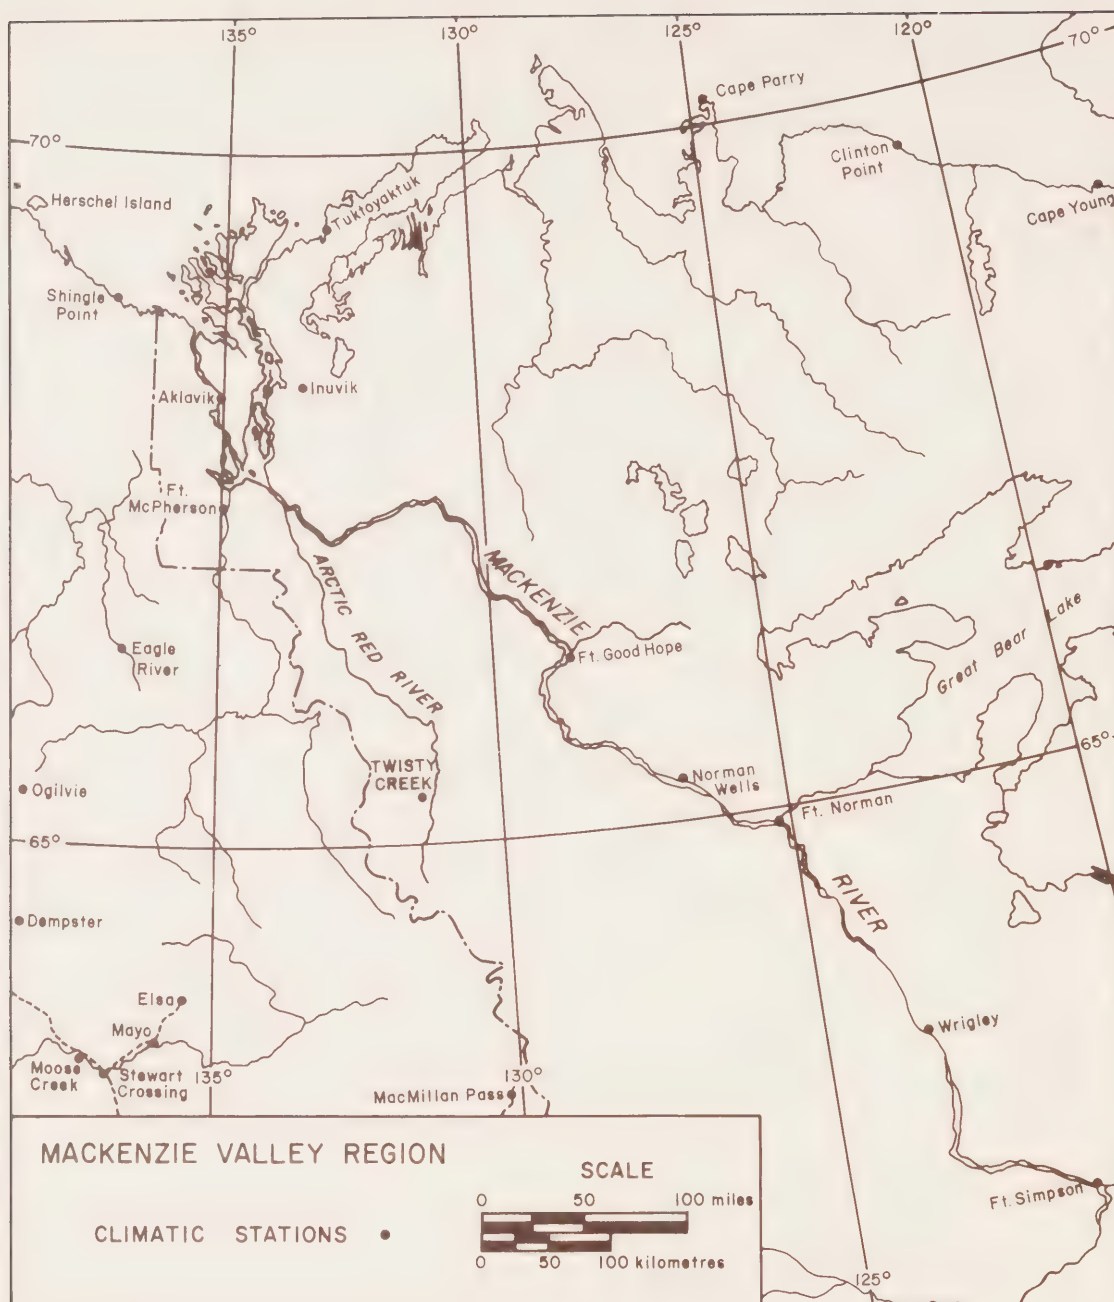 135°
130°
125°
120°
70°
Cape Parry
70°
Clinton
Point
Cape Young
Herschel Island
Tuktoyaktuk
Shingle
Point
Inuvik
Aklavik
Ft.
McPherson
ARCTIC RED RIVER
MACKENZIE
Ft. Good Hope
Eagle
River
Great Bear Lake
65°
TWISTY
CREEK
Norman
Wells
Ogilvie
Ft. Norman
65°
RIVER
Dempster
Elsa
Mayo
Wrigley
Moose
Creek
Stewart
Crossing
135°
130°
MacMillan Pass
MACKENZIE VALLEY REGION
SCALE
0 50 100 miles
Ft. Simpson
CLIMATIC STATIONS
0 50 100 kilometres
125°